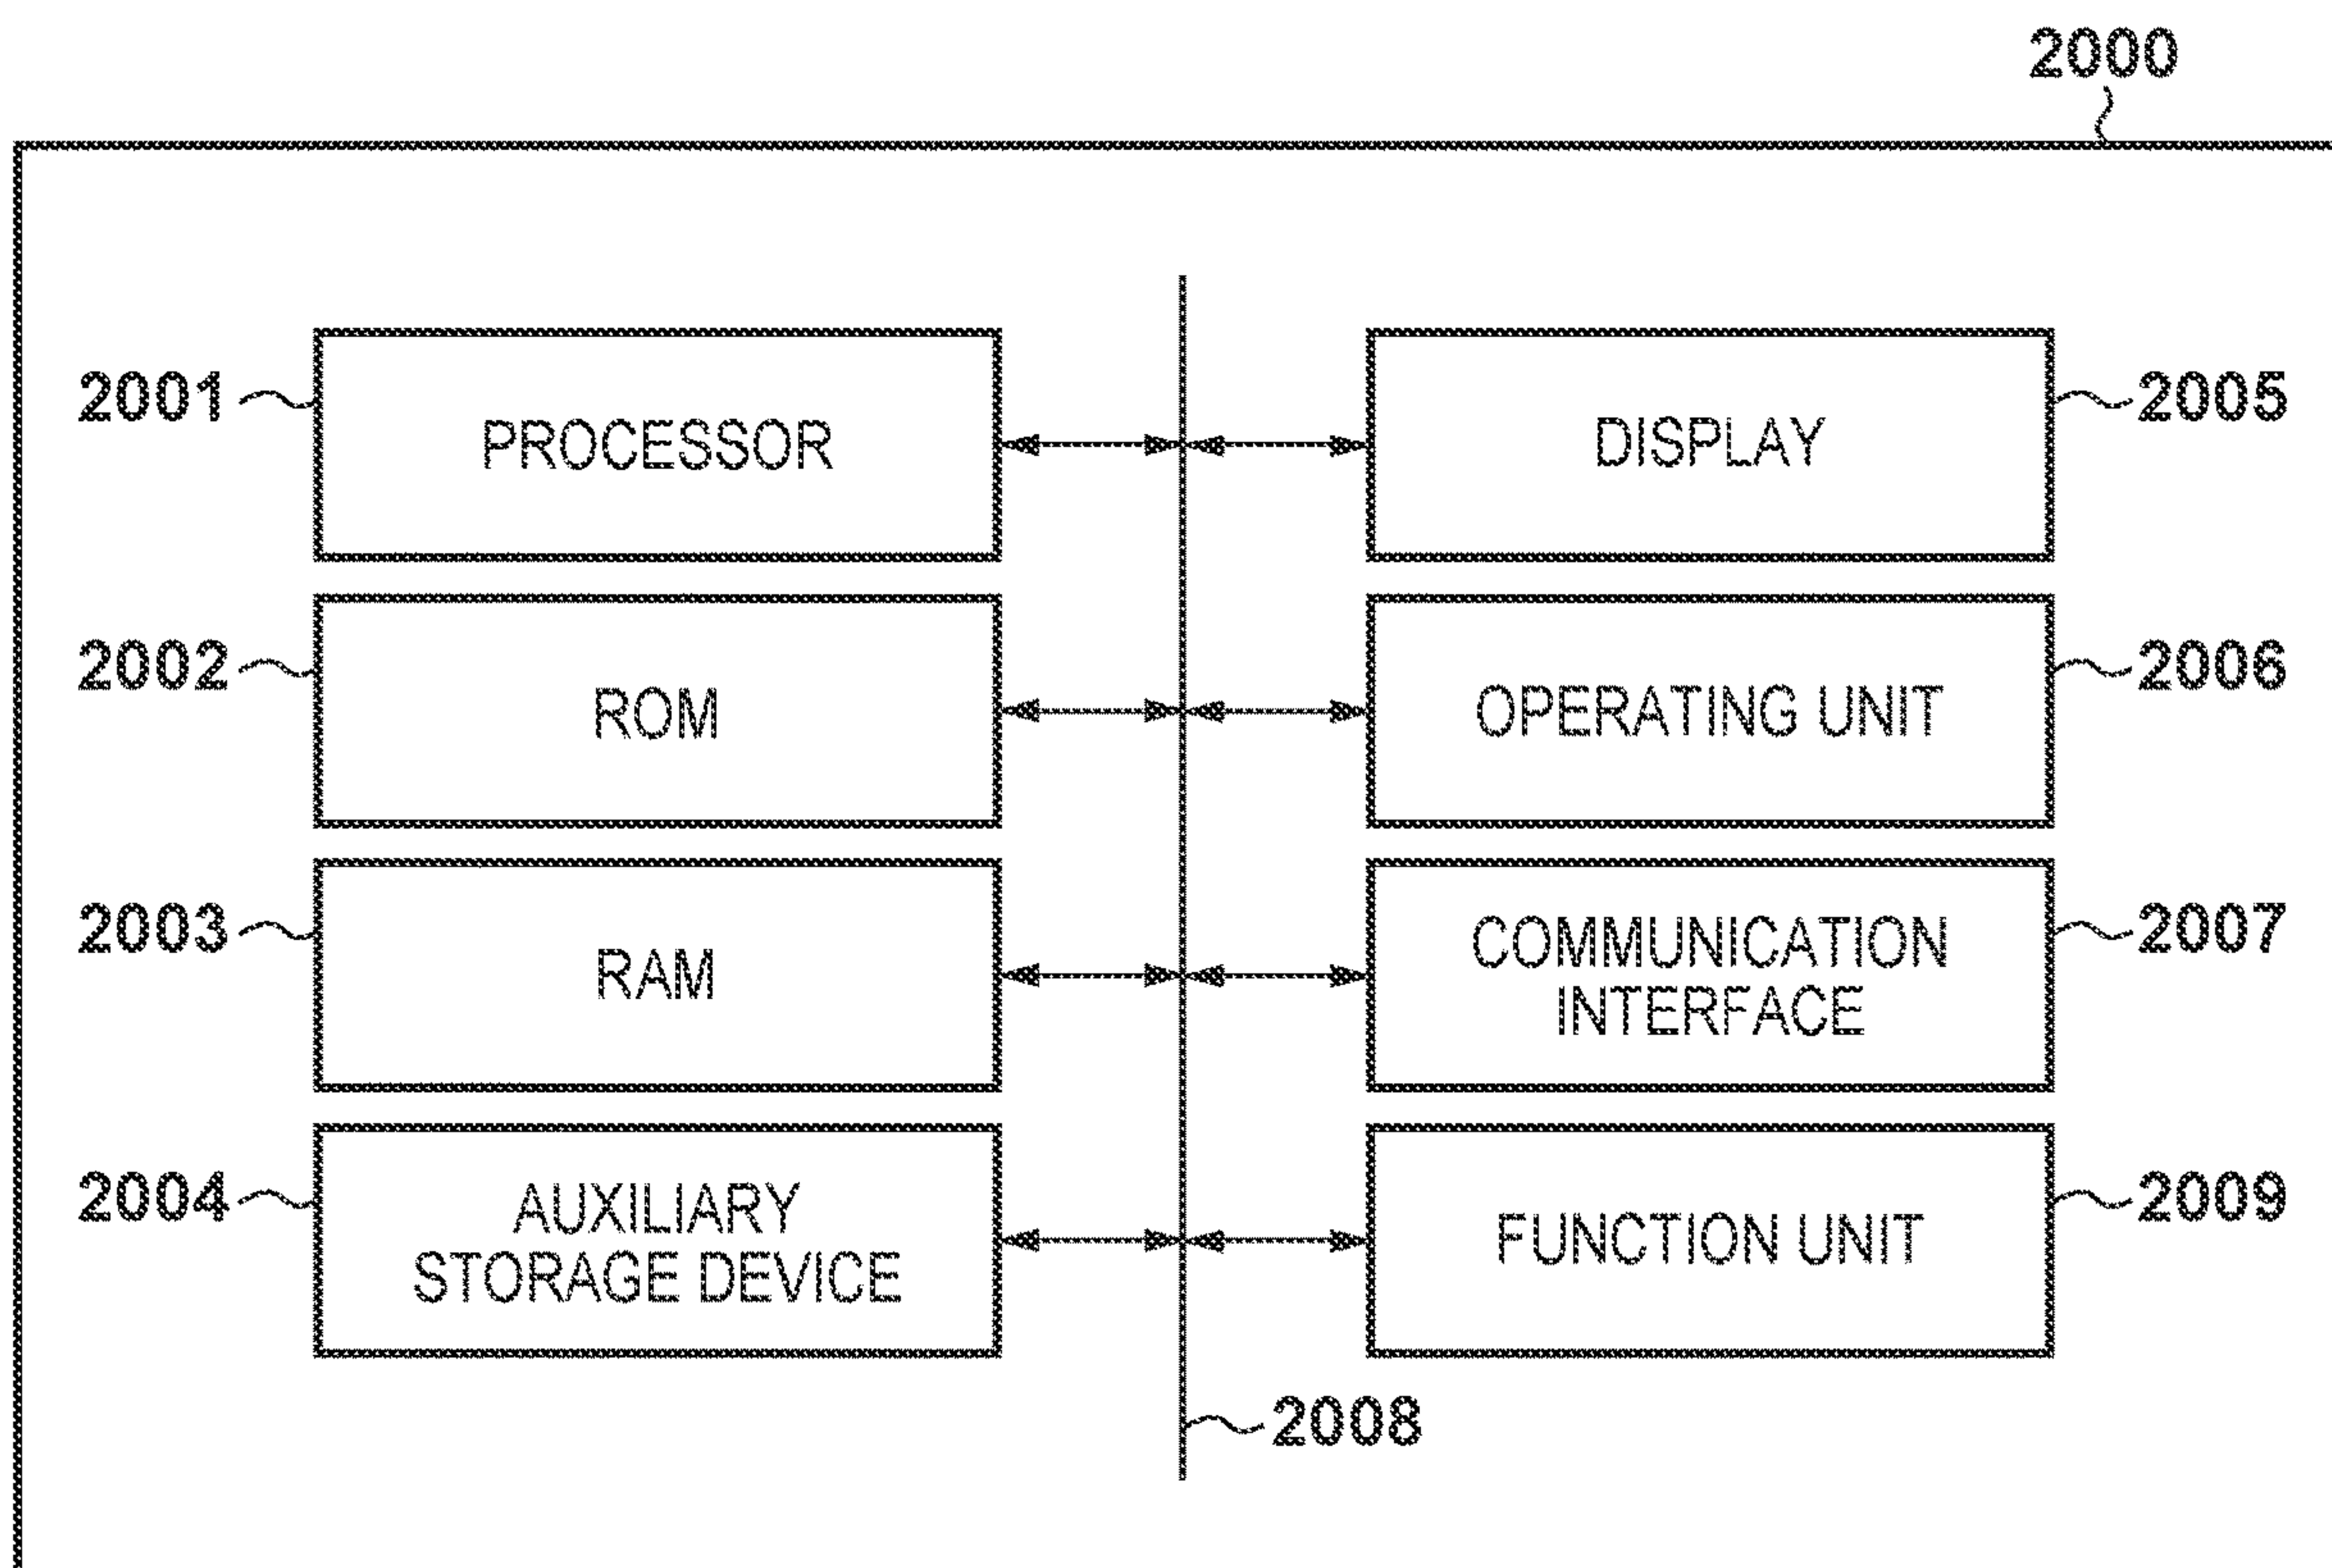 2000
2001
PROCESSOR
DISPLAY
2005
2002
ROM
OPERATING UNIT
2006
2003
RAM
COMMUNICATION
INTERFACE
2007
2004
AUXILIARY
STORAGE DEVICE
FUNCTION UNIT
2009
2008